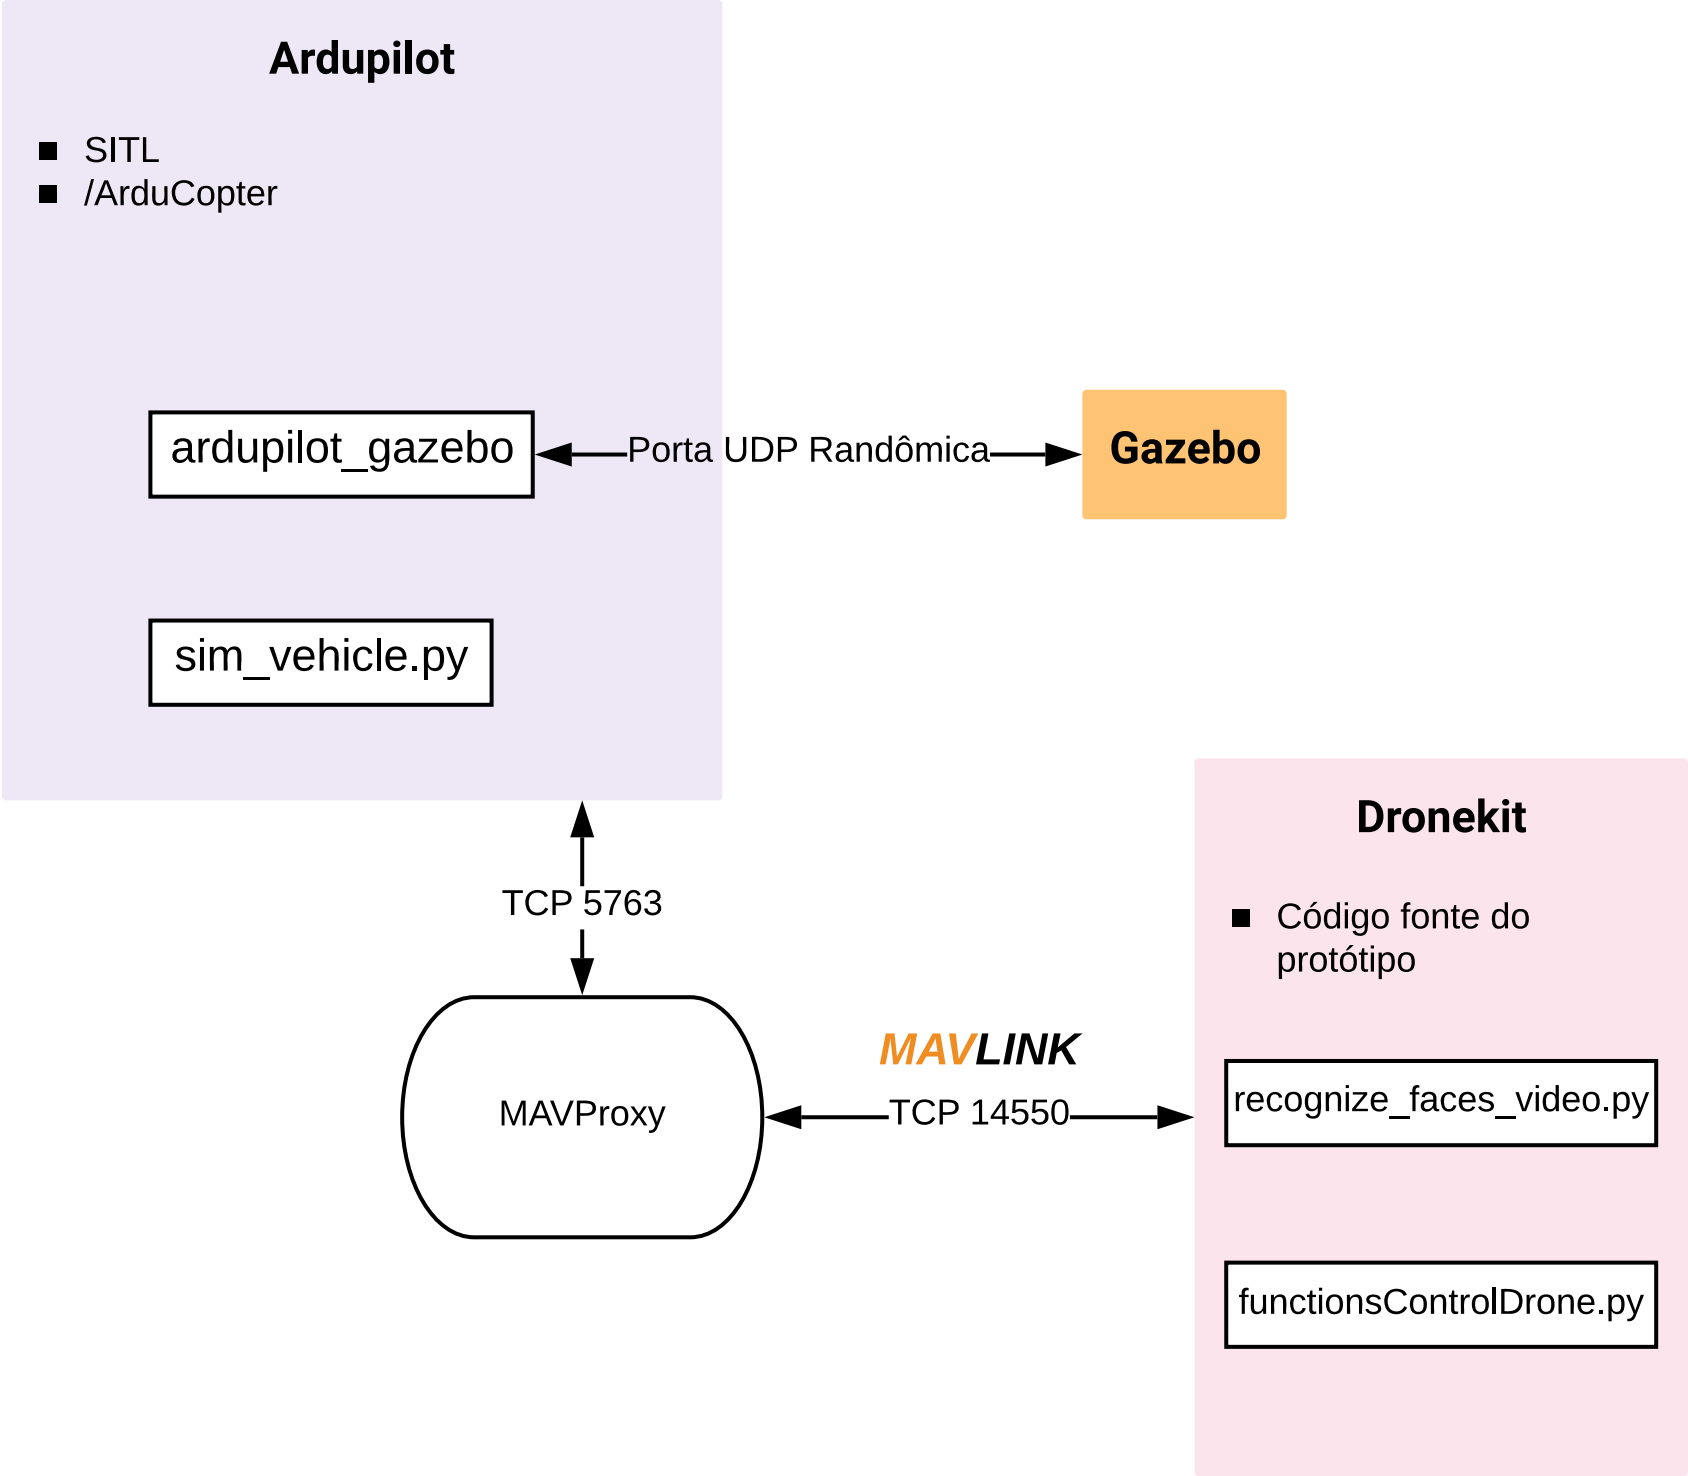 Ardupilot
SITL
/ArduCopter
ardupilot_gazebo
Porta UDP Randômica
Gazebo
sim_vehicle.py
TCP 5763
MAVProxy
MAVLINK
TCP 14550
Dronekit
Código fonte do
protótipo
recognize_faces_video.py
functionsControlDrone.py